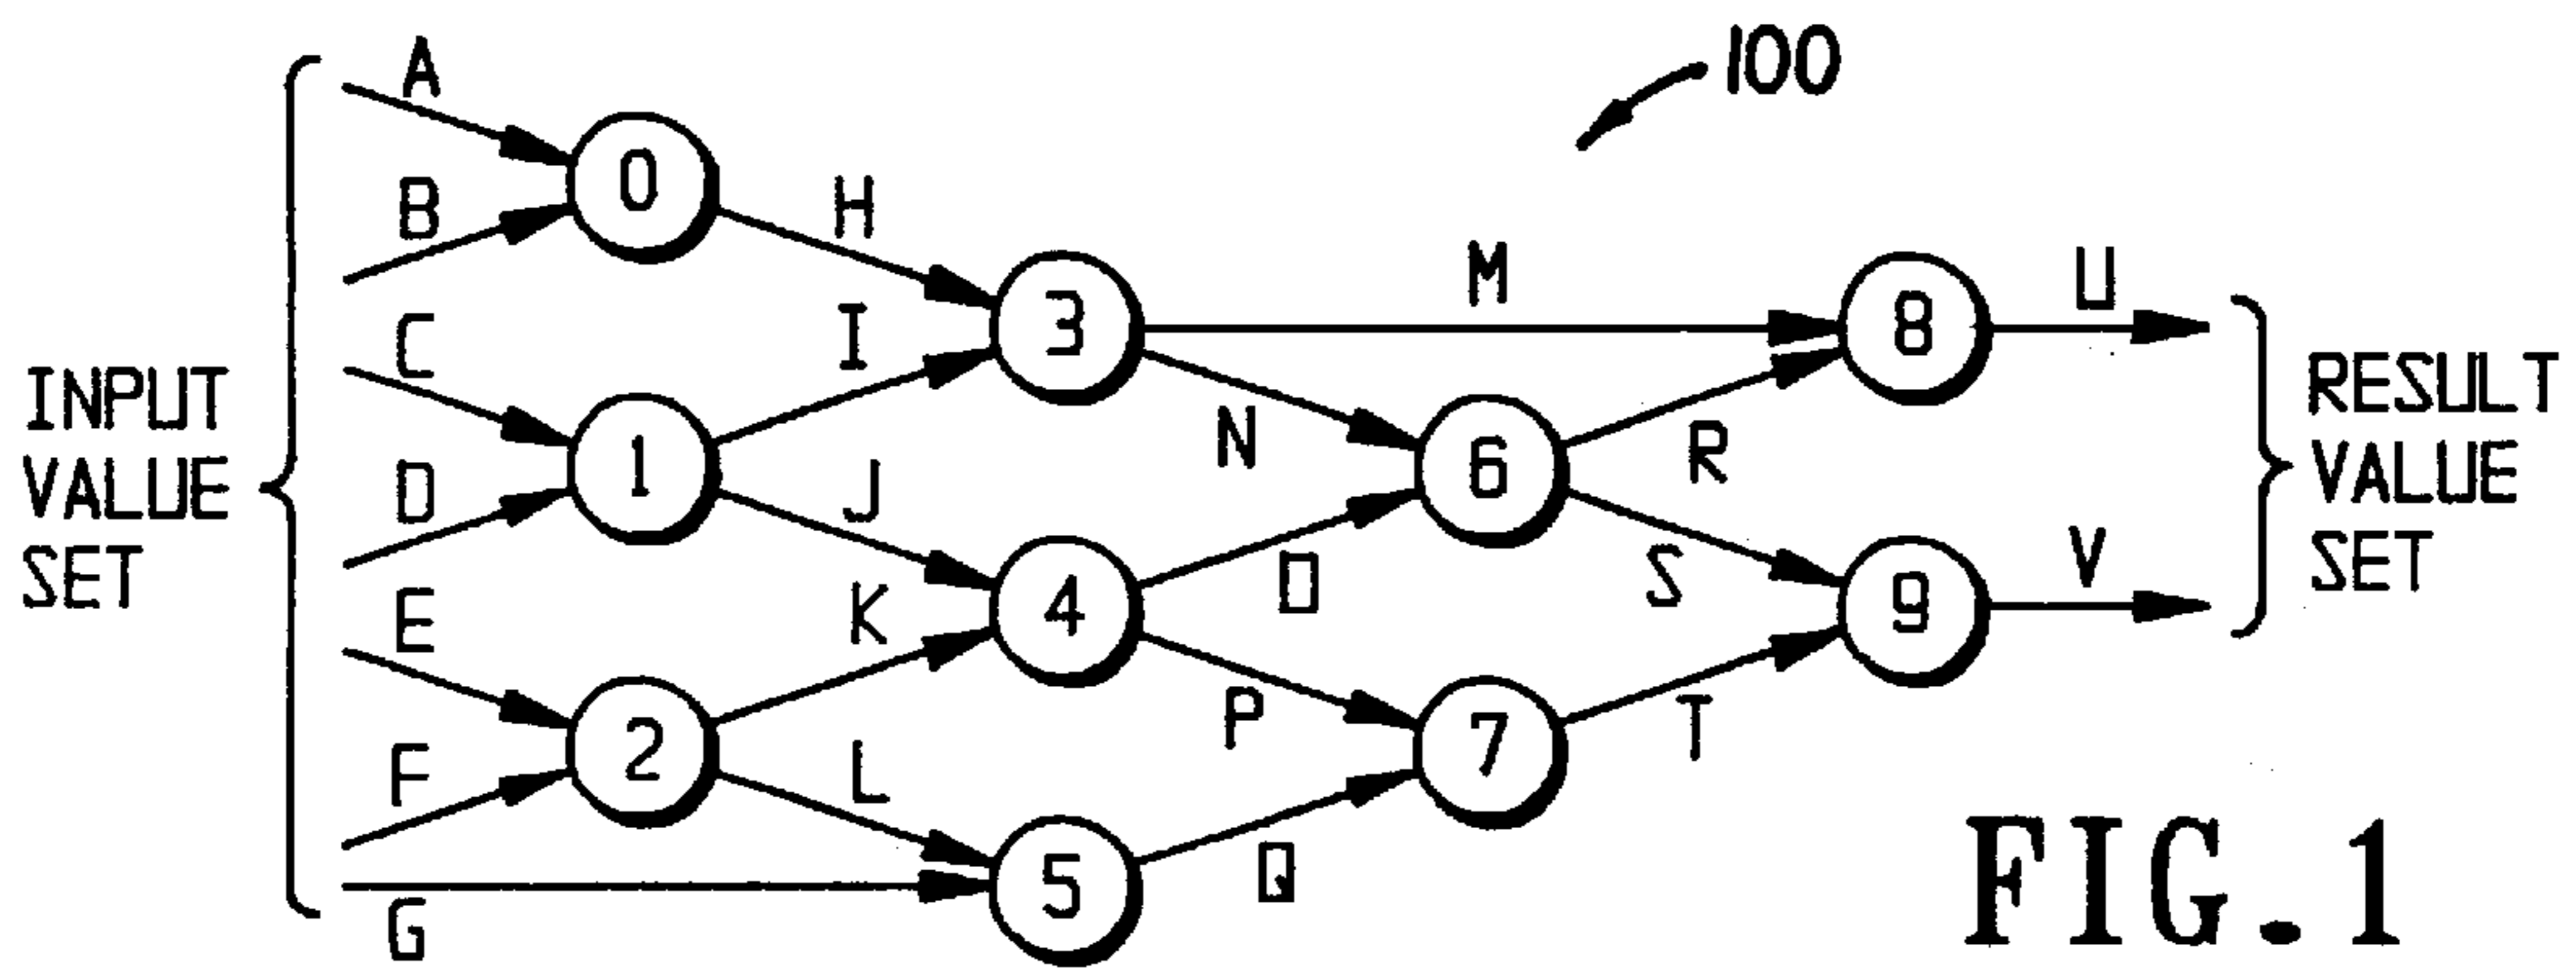 100
A
B
C
D
E
F
G
INPUT
VALUE
SET
0
1
2
H
I
J
K
L
3
4
5
M
N
O
P
Q
6
7
R
S
T
8
9
U
V
RESULT
VALUE
SET
FIG.1